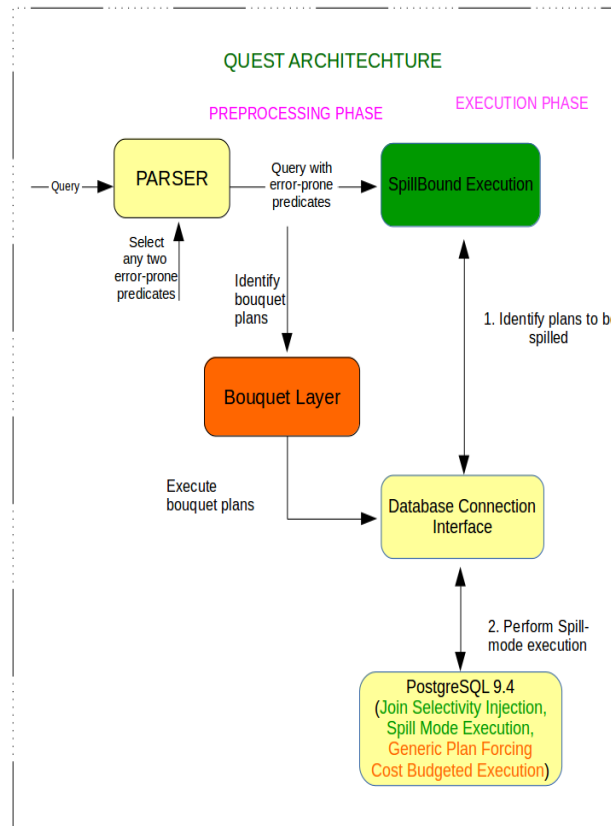 QUEST ARCHITECHTURE
PREPROCESSING PHASE
EXECUTION PHASE
Query
PARSER
Query with
error-prone
predicates
SpillBound Execution
Select
any two
error-prone
predicates
Identify
bouquet
plans
1. Identify plans to be
spilled
Bouquet Layer
Execute
bouquet plans
Database Connection
Interface
2. Perform Spill-
mode execution
PostgreSQL 9.4
(Join Selectivity Injection,
Spill Mode Execution,
Generic Plan Forcing
Cost Budgeted Execution)